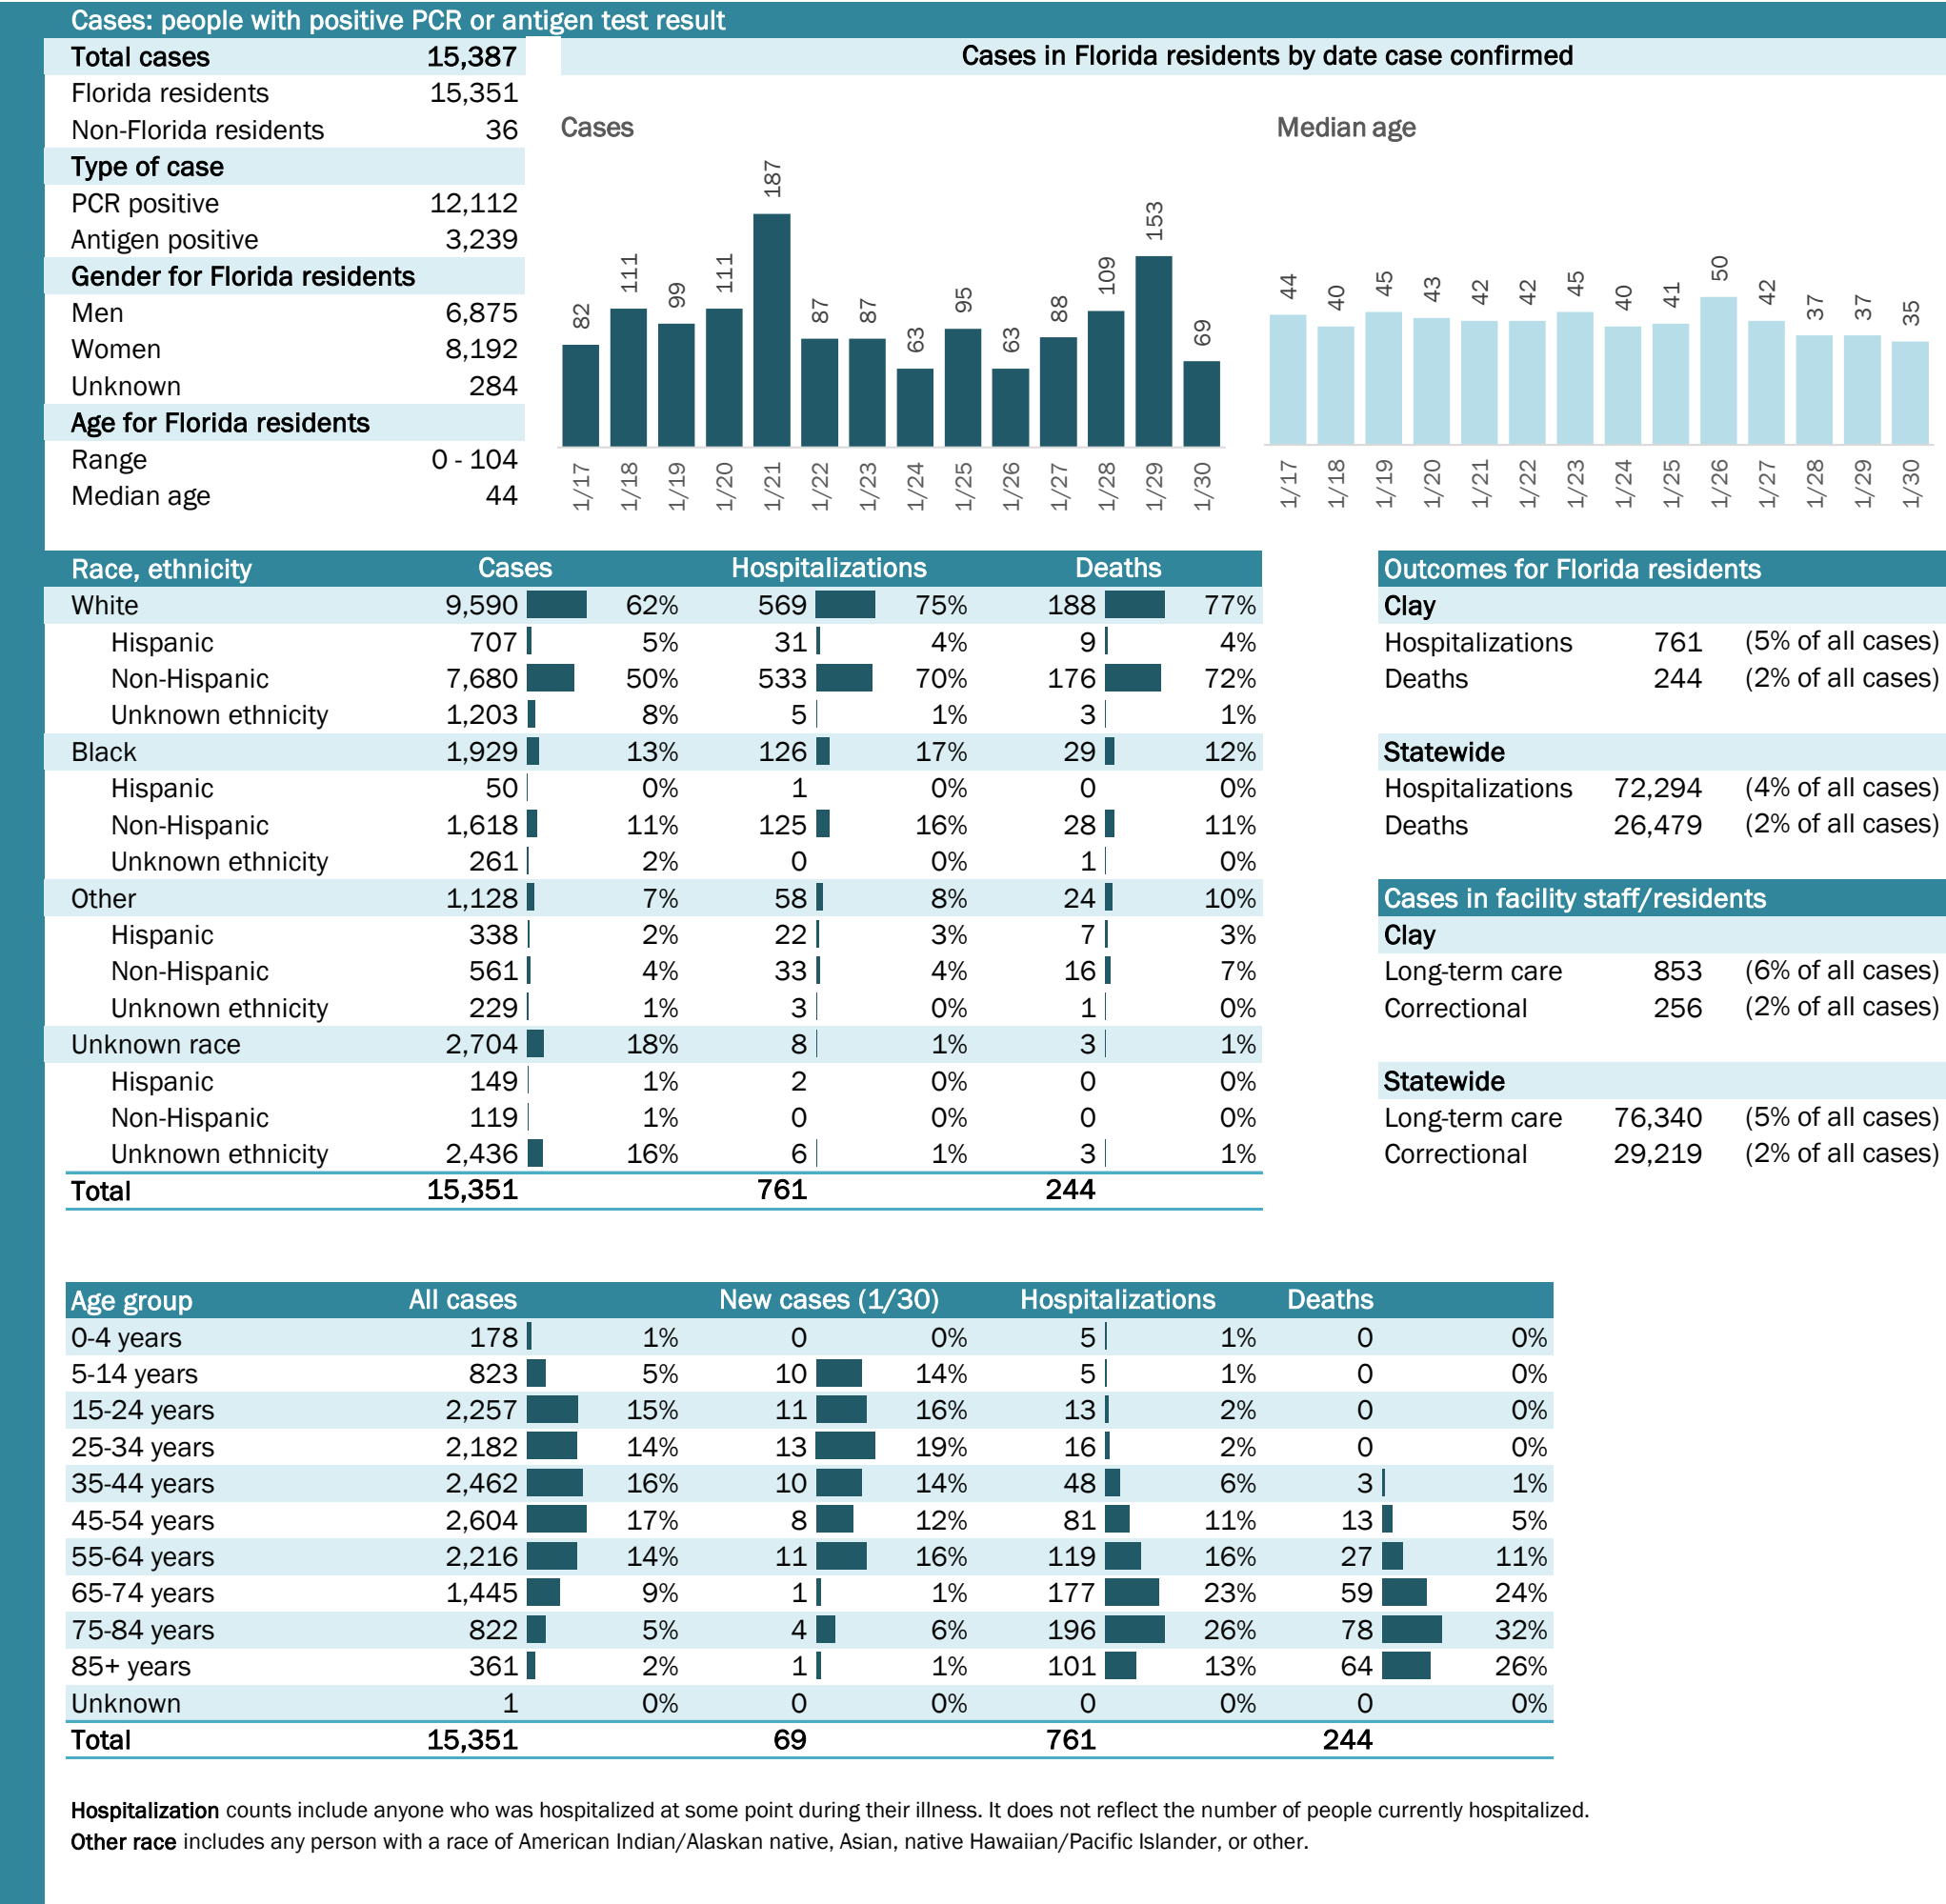 Cases: people with positive PCR or antigen test result
Total cases 15,387
Florida residents 15,351
Non-Florida residents 36
Type of case
PCR positive 12,112
Antigen positive 3,239
Gender for Florida residents
Men 6,875
Women 8,192
Unknown 284
Age for Florida residents
Range 0 - 104
Median age 44
Cases in Florida residents by date case confirmed
Cases
82 111 99 111 187 87 87 63 95 63 88 109 153 69
1/17 1/18 1/19 1/20 1/21 1/22 1/23 1/24 1/25 1/26 1/27 1/28 1/29 1/30
Median age
44 40 45 43 42 42 45 40 41 50 42 37 37 35
1/17 1/18 1/19 1/20 1/21 1/22 1/23 1/24 1/25 1/26 1/27 1/28 1/29 1/30
Race, ethnicity Cases Hospitalizations Deaths
White 9,590 62% 569 75% 188 77%
Hispanic 707 5% 31 4% 9 4%
Non-Hispanic 7,680 50% 533 70% 176 72%
Unknown ethnicity 1,203 8% 5 1% 3 1%
Black 1,929 13% 126 17% 29 12%
Hispanic 50 0% 1 0% 0 0%
Non-Hispanic 1,618 11% 125 16% 28 11%
Unknown ethnicity 261 2% 0 0% 1 0%
Other 1,128 7% 58 8% 24 10%
Hispanic 338 2% 22 3% 7 3%
Non-Hispanic 561 4% 33 4% 16 7%
Unknown ethnicity 229 1% 3 0% 1 0%
Unknown race 2,704 18% 8 1% 3 1%
Hispanic 149 1% 2 0% 0 0%
Non-Hispanic 119 1% 0 0% 0 0%
Unknown ethnicity 2,436 16% 6 1% 3 1%
Total 15,351 761 244
Outcomes for Florida residents
Clay
Hospitalizations 761 (5% of all cases)
Deaths 244 (2% of all cases)
Statewide
Hospitalizations 72,294 (4% of all cases)
Deaths 26,479 (2% of all cases)
Cases in facility staff/residents
Clay
Long-term care 853 (6% of all cases)
Correctional 256 (2% of all cases)
Statewide
Long-term care 76,340 (5% of all cases)
Correctional 29,219 (2% of all cases)
Age group All cases New cases (1/30) Hospitalizations Deaths
0-4 years 178 1% 0 0% 5 1% 0 0%
5-14 years 823 5% 10 14% 5 1% 0 0%
15-24 years 2,257 15% 11 16% 13 2% 0 0%
25-34 years 2,182 14% 13 19% 16 2% 0 0%
35-44 years 2,462 16% 10 14% 48 6% 3 1%
45-54 years 2,604 17% 8 12% 81 11% 13 5%
55-64 years 2,216 14% 11 16% 119 16% 27 11%
65-74 years 1,445 9% 1 1% 177 23% 59 24%
75-84 years 822 5% 4 6% 196 26% 78 32%
85+ years 361 2% 1 1% 101 13% 64 26%
Unknown 1 0% 0 0% 0 0% 0 0%
Total 15,351 69 761 244
Hospitalization counts include anyone who was hospitalized at some point during their illness. It does not reflect the number of people currently hospitalized.
Other race includes any person with a race of American Indian/Alaskan native, Asian, native Hawaiian/Pacific Islander, or other.